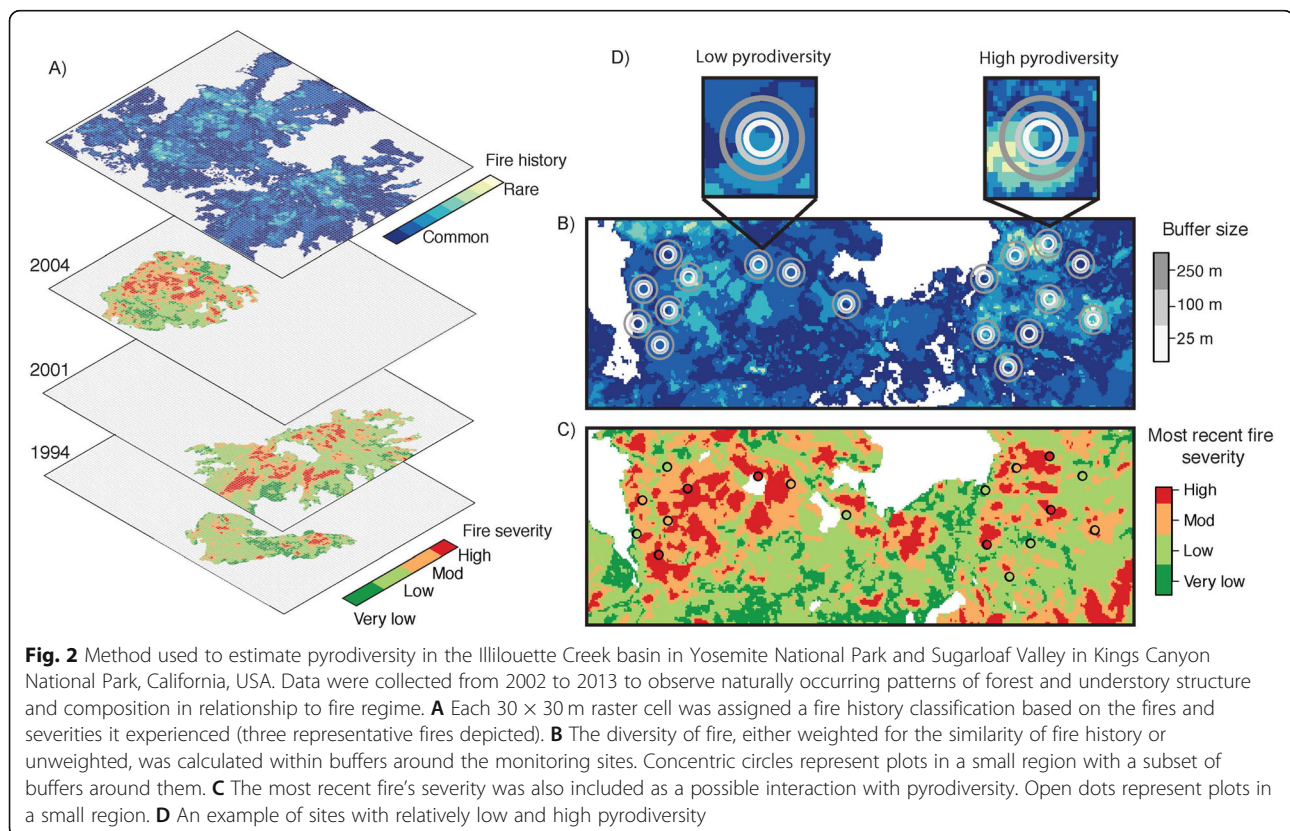 A)
Fire history
Rare
Common
2004
2001
1994
Fire severity
High
Mod
Low
Very low
D)
Low pyrodiversity
High pyrodiversity
B)
Buffer size
250 m
100 m
25 m
C)
Most recent fire
severity
High
Mod
Low
Very low
Fig. 2 Method used to estimate pyrodiversity in the Illilouette Creek basin in Yosemite National Park and Sugarloaf Valley in Kings Canyon
National Park, California, USA. Data were collected from 2002 to 2013 to observe naturally occurring patterns of forest and understory structure
and composition in relationship to fire regime. A Each 30 × 30 m raster cell was assigned a fire history classification based on the fires and
severities it experienced (three representative fires depicted). B The diversity of fire, either weighted for the similarity of fire history or
unweighted, was calculated within buffers around the monitoring sites. Concentric circles represent plots in a small region with a subset of
buffers around them. C The most recent fire's severity was also included as a possible interaction with pyrodiversity. Open dots represent plots in
a small region. D An example of sites with relatively low and high pyrodiversity